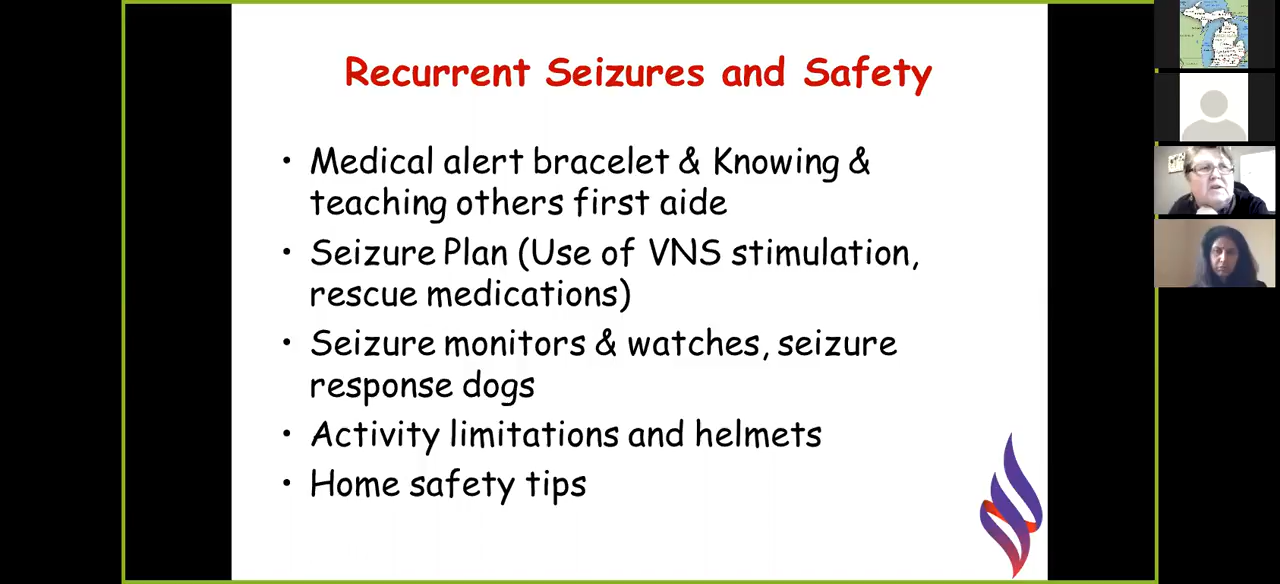 Recurrent Seizures and Safety
• Medical alert bracelet & Knowing &
teaching others first aide
• Seizure Plan (Use of VNS stimulation,
rescue medications)
• Seizure monitors & watches, seizure
response dogs
• Activity limitations and helmets
• Home safety tips